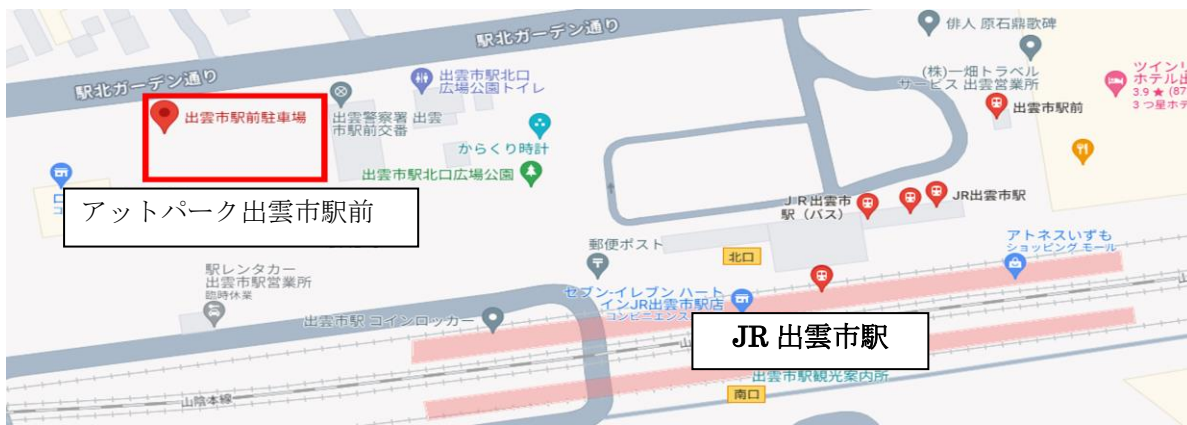 駅北ガーデン通り
俳人 原石鼎歌碑
(株)一畑トラベル
サービス 出雲営業所
ツインリ
ホテル出
3.9 ★ (87
3 つ星ホテ
駅北ガーデン通り
出雲市駅北口
広場公園トイレ
出雲市駅前
出雲市駅前駐車場
出雲警察署 出雲
市駅前交番
からくり時計
出雲市駅北口広場公園
アットパーク出雲市駅前
JR出雲市
駅（バス）
JR出雲市駅
アトネスいずも
ショッピング モール
郵便ポスト
北口
駅レンタカー
出雲市駅営業所
臨時休業
セブン-イレブン ハート
インJR出雲市駅店
コンビニエンス
出雲市駅 コインロッカー
JR 出雲市駅
出雲市駅観光案内所
南口
山陰本線